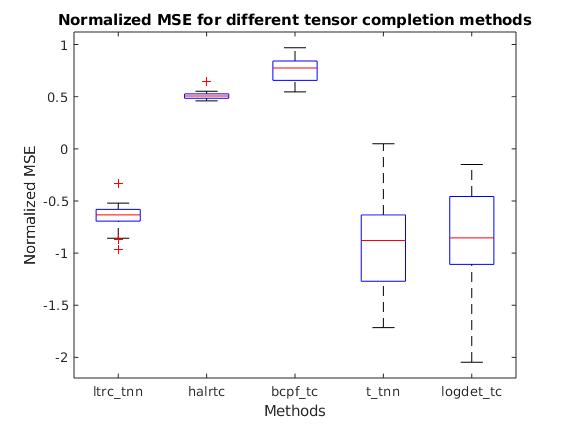 Normalized MSE for different tensor completion methods
1
0.5
0
-0.5
-1
-1.5
-2
Normalized MSE
ltrc_tnn halrtc bcpf_tc t_tnn logdet_tc
Methods